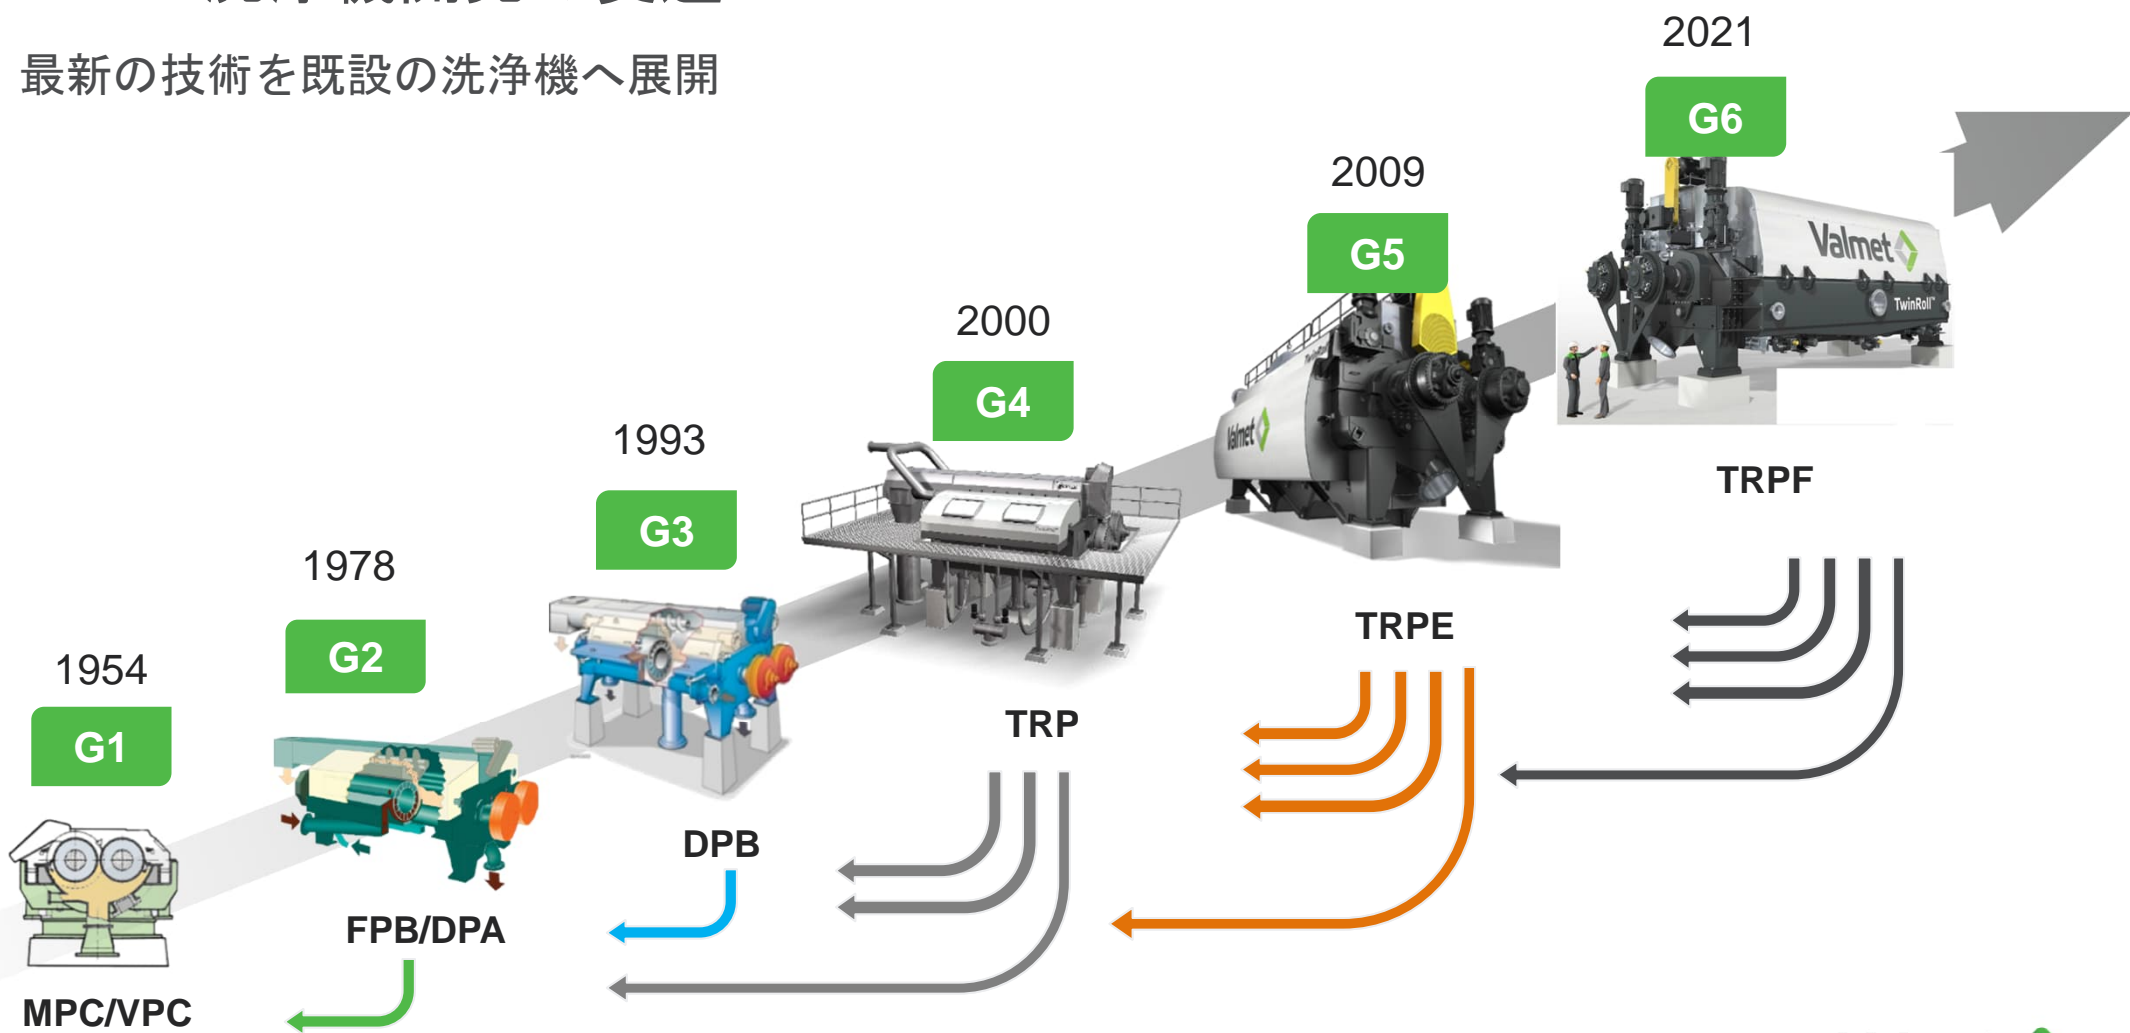 最新の技術を既設の洗浄機へ展開
2021
G6
2009
G5
Valmet
TwinRoll™
2000
G4
Valmet
1993
G3
TRPF
1978
G2
TRPE
1954
G1
TRP
DPB
FPB/DPA
MPC/VPC